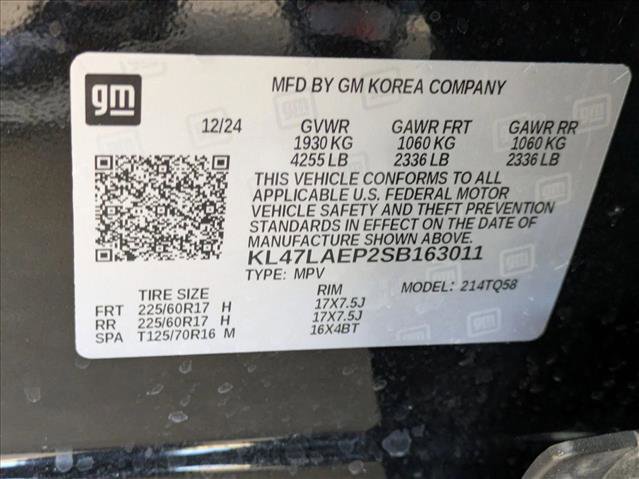 gm
MFD BY GM KOREA COMPANY
12/24 GVWR GAWR FRT GAWR RR
1930 KG 1060 KG 1060 KG
4255 LB 2336 LB 2336 LB
THIS VEHICLE CONFORMS TO ALL
APPLICABLE U.S. FEDERAL MOTOR
VEHICLE SAFETY AND THEFT PREVENTION
STANDARDS IN EFFECT ON THE DATE OF
MANUFACTURE SHOWN ABOVE.
KL47LAEP2SB163011
TYPE: MPV MODEL: 214TQ58
TIRE SIZE RIM
FRT 225/60R17 H 17X7.5J
RR 225/60R17 H 17X7.5J
SPA T125/70R16 M 16X4BT